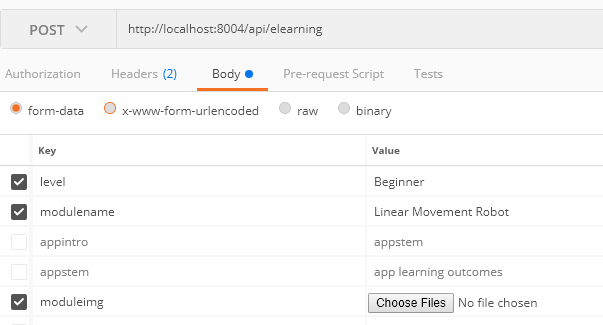 POST http://localhost:8004/api/elearning
Authorization Headers (2) Body Pre-request Script Tests
form-data x-www-form-urlencoded raw binary
Key Value
level Beginner
modulename Linear Movement Robot
appintro appstem
appstem app learning outcomes
moduleimg Choose Files No file chosen